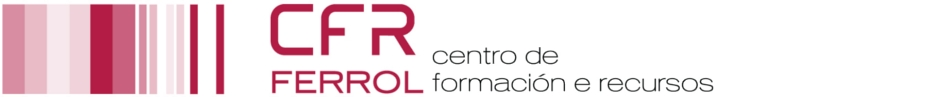 CFR
FERROL
centro de
formación e recursos